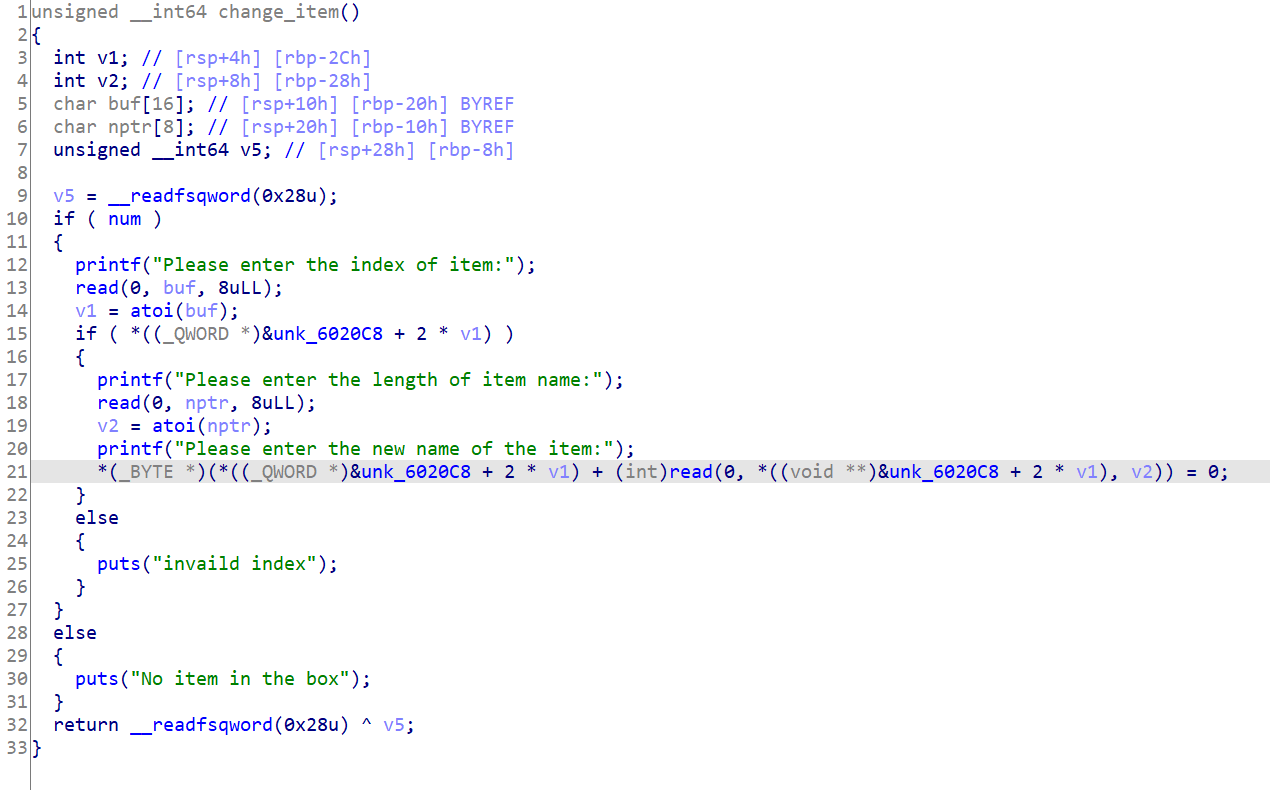 1 unsigned __int64 change_item()
2 {
3   int v1; // [rsp+4h] [rbp-2Ch]
4   int v2; // [rsp+8h] [rbp-28h]
5   char buf[16]; // [rsp+10h] [rbp-20h] BYREF
6   char nptr[8]; // [rsp+20h] [rbp-10h] BYREF
7   unsigned __int64 v5; // [rsp+28h] [rbp-8h]
8
9   v5 = __readfsqword(0x28u);
10   if ( num )
11   {
12     printf("Please enter the index of item:");
13     read(0, buf, 8uLL);
14     v1 = atoi(buf);
15     if ( *((_QWORD *)&unk_6020C8 + 2 * v1) )
16     {
17       printf("Please enter the length of item name:");
18       read(0, nptr, 8uLL);
19       v2 = atoi(nptr);
20       printf("Please enter the new name of the item:");
21       *(_BYTE *)(*((_QWORD *)&unk_6020C8 + 2 * v1) + (int)read(0, *((void **)&unk_6020C8 + 2 * v1), v2)) = 0;
22     }
23     else
24     {
25       puts("invaild index");
26     }
27   }
28   else
29   {
30     puts("No item in the box");
31   }
32   return __readfsqword(0x28u) ^ v5;
33 }